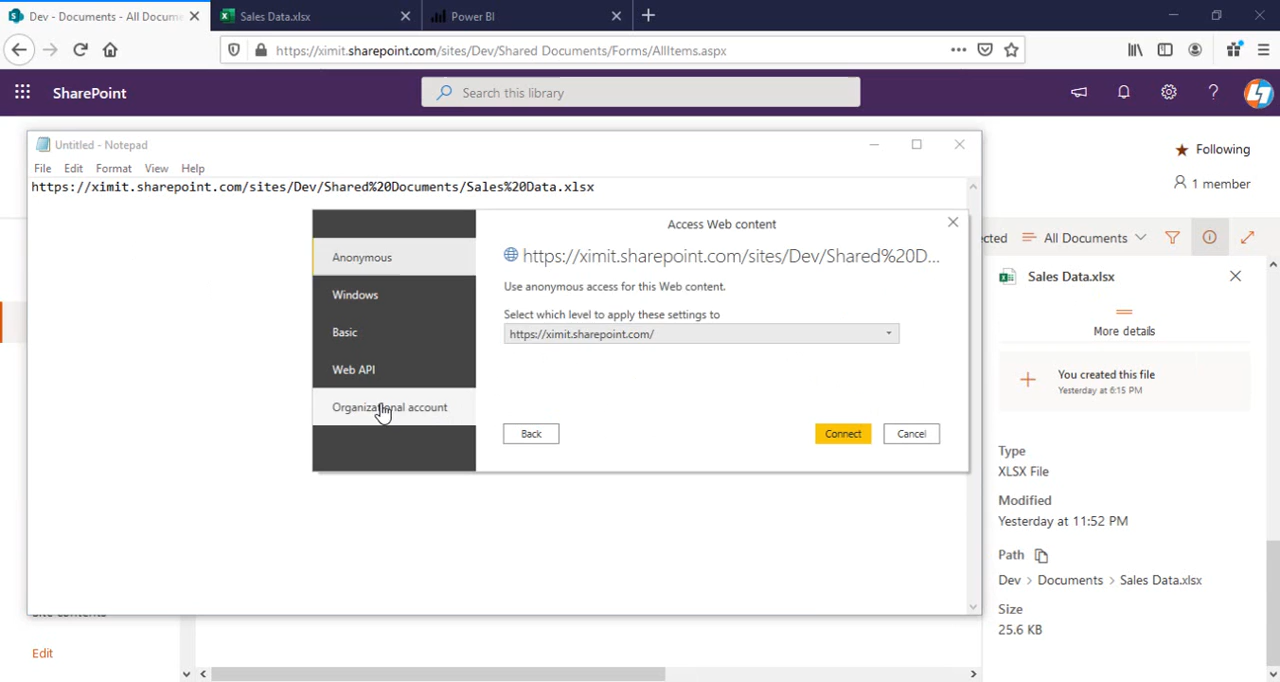 Dev - Documents - All Docum
Sales Data.xlsx
Power BI
https://ximit.sharepoint.com/sites/Dev/Shared Documents/Forms/AllItems.aspx
SharePoint
Search this library
Untitled - Notepad
File Edit Format View Help
https://ximit.sharepoint.com/sites/Dev/Shared%20Documents/Sales%20Data.xlsx
Following
1 member
ected
All Documents
Access Web content
Anonymous
Windows
Basic
Web API
Organizational account
https://ximit.sharepoint.com/sites/Dev/Shared%20D...
Use anonymous access for this Web content.
Select which level to apply these settings to
https://ximit.sharepoint.com/
Back
Connect
Cancel
Sales Data.xlsx
More details
You created this file
Yesterday at 6:15 PM
Type
XLSX File
Modified
Yesterday at 11:52 PM
Path
Dev > Documents > Sales Data.xlsx
Size
25.6 KB
Site contents
Edit